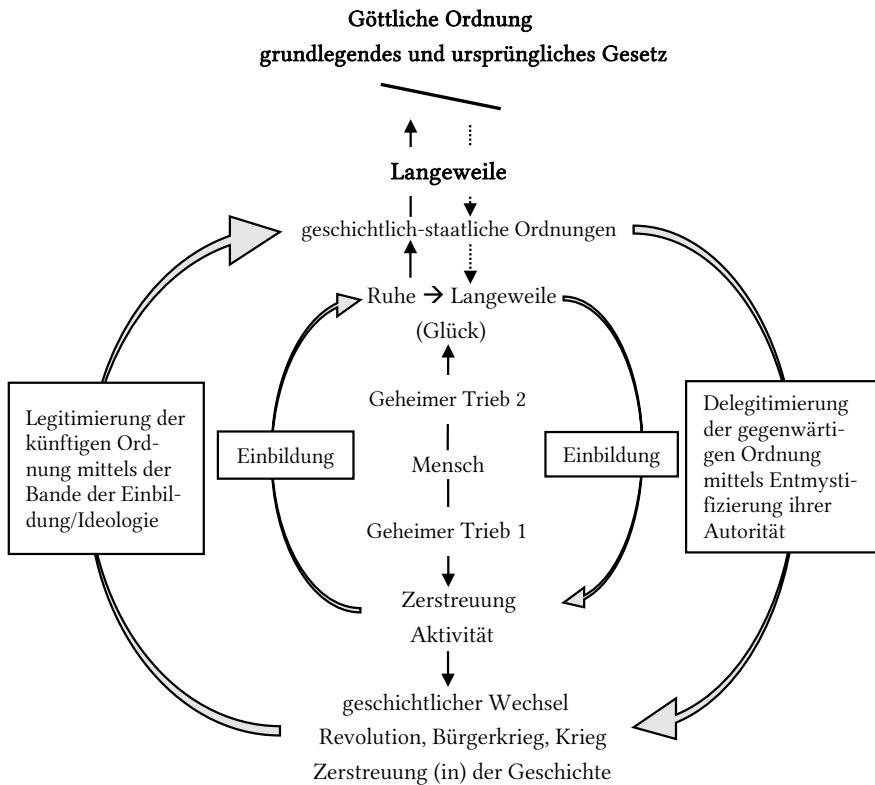 Göttliche Ordnung
grundlegendes und ursprüngliches Gesetz
Langeweile
geschichtlich-staatliche Ordnungen
Ruhe → Langeweile
(Glück)
Geheimer Trieb 2
Legitimierung der
künftigen Ord-
nung mittels der
Bande der Einbil-
dung/Ideologie
Einbildung
Mensch
Einbildung
Delegitimierung
der gegenwärti-
gen Ordnung
mittels Entmysti-
fizierung ihrer
Autorität
Geheimer Trieb 1
Zerstreuung
Aktivität
geschichtlicher Wechsel
Revolution, Bürgerkrieg, Krieg
Zerstreuung (in) der Geschichte